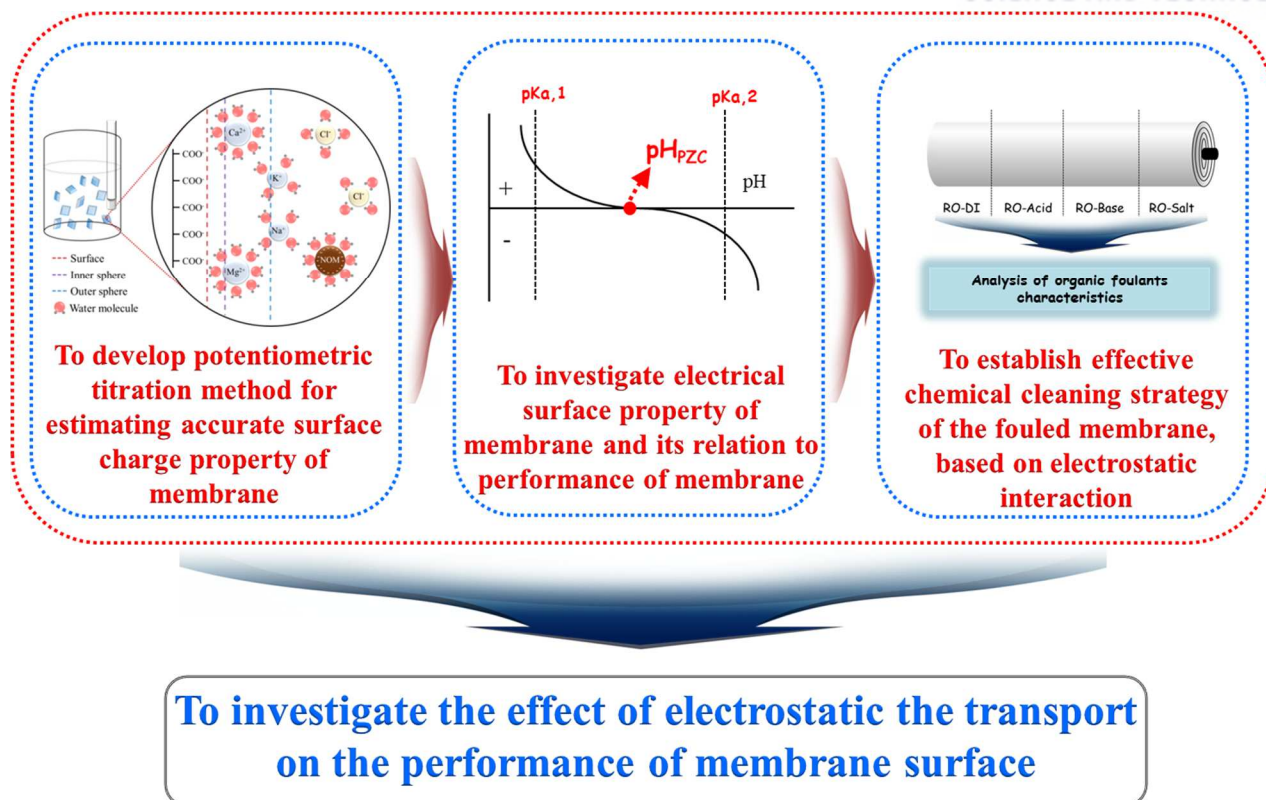 Ca²⁺
Cl⁻
COO⁻
COO⁻
K⁺
Cl⁻
COO⁻
COO⁻
Na⁺
COO⁻
Mg²⁺
NOM
Surface
Inner sphere
Outer sphere
Water molecule
To develop potentiometric
titration method for
estimating accurate surface
charge property of
membrane
pKa,1
pKa,2
pH_PZC
+
pH
-
To investigate electrical
surface property of
membrane and its relation to
performance of membrane
RO-DI RO-Acid RO-Base RO-Salt
Analysis of organic foulants
characteristics
To establish effective
chemical cleaning strategy
of the fouled membrane,
based on electrostatic
interaction
To investigate the effect of electrostatic the transport
on the performance of membrane surface